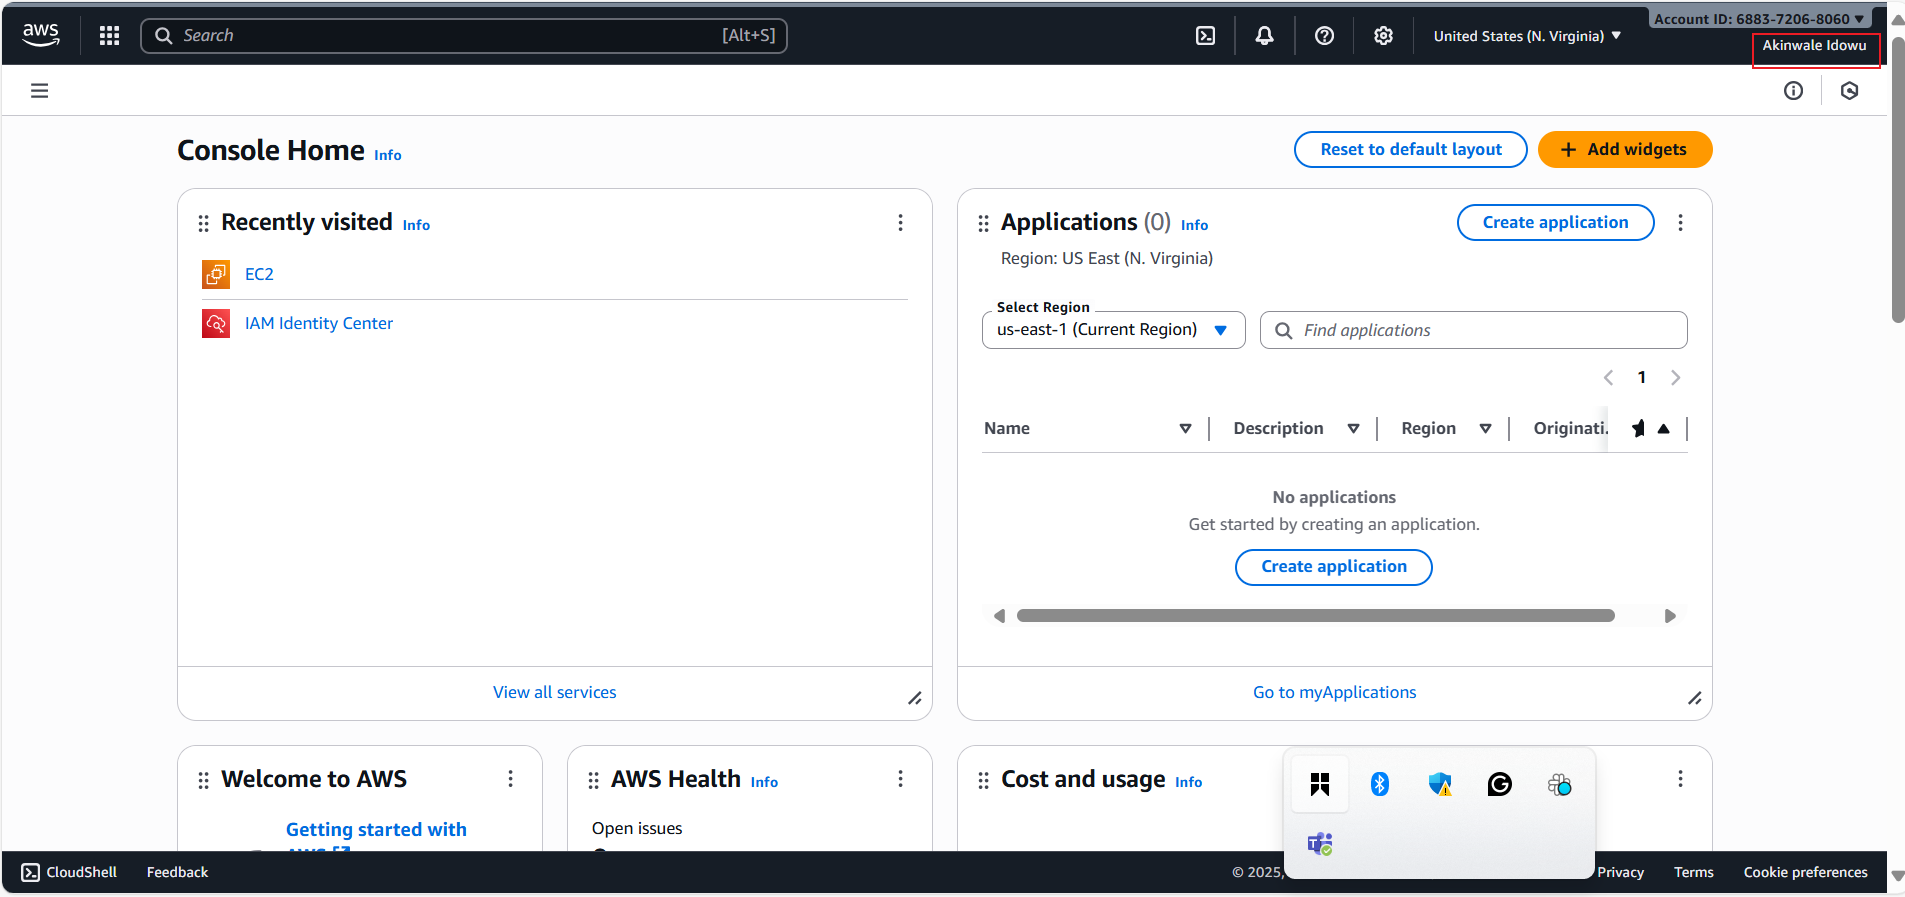 aws
Search [Alt+S]
United States (N. Virginia)
Account ID: 6883-7206-8060
Akinwale Idowu
Console Home Info
Reset to default layout
Add widgets
Recently visited Info
EC2
IAM Identity Center
View all services
Applications (0) Info
Create application
Region: US East (N. Virginia)
Select Region
us-east-1 (Current Region)
Find applications
1
Name Description Region Originati.
No applications
Get started by creating an application.
Create application
Go to myApplications
Welcome to AWS
Getting started with
AWS
AWS Health Info
Open issues
Cost and usage Info
CloudShell Feedback
© 2025,
Privacy Terms Cookie preferences